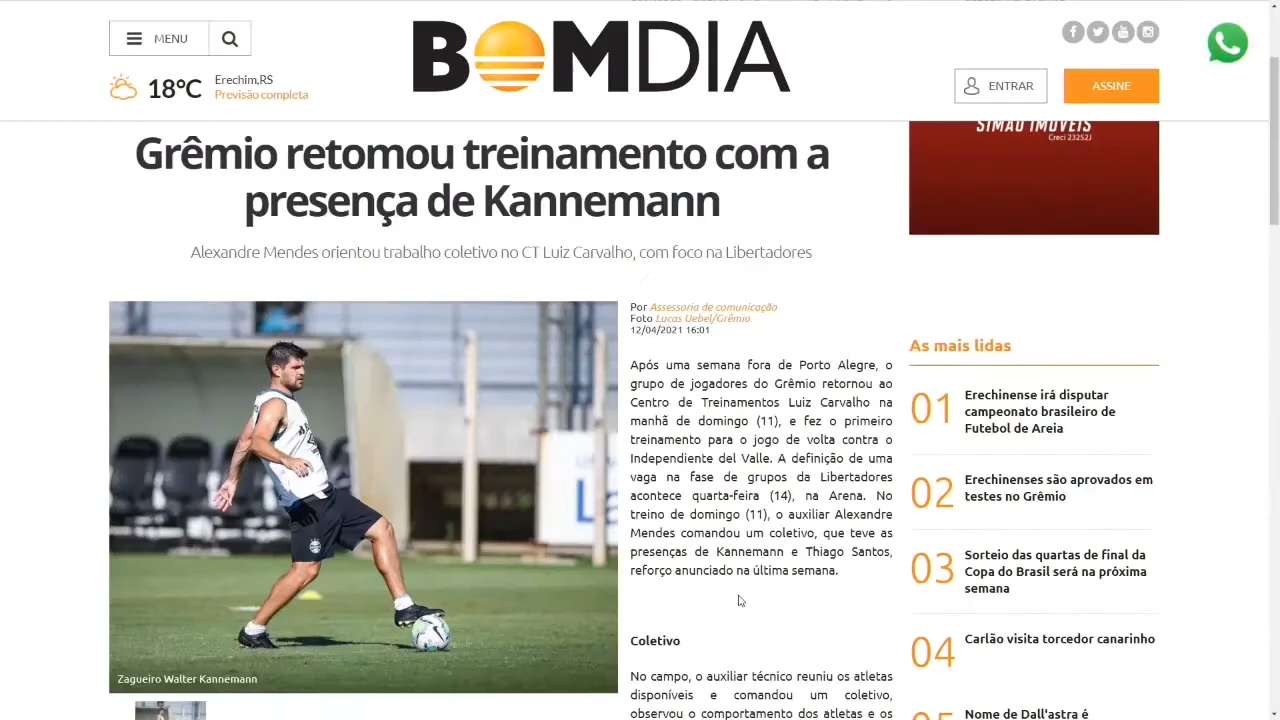 MENU
BOMDIA
18°C
Erechim,RS
Previsão completa
ENTRAR
ASSINE
Grêmio retomou treinamento com a
presença de Kannemann
Alexandre Mendes orientou trabalho coletivo no CT Luiz Carvalho, com foco na Libertadores
SIMÃO IMÓVEIS
Creci 23252J
Zagueiro Walter Kannemann
Por Assessoria de comunicação
Foto Lucas Uebel/Grêmio
12/04/2021 16:01
Após uma semana fora de Porto Alegre, o
grupo de jogadores do Grêmio retornou ao
Centro de Treinamentos Luiz Carvalho na
manhã de domingo (11), e fez o primeiro
treinamento para o jogo de volta contra o
Independiente del Valle. A definição de uma
vaga na fase de grupos da Libertadores
acontece quarta-feira (14), na Arena. No
treino de domingo (11), o auxiliar Alexandre
Mendes comandou um coletivo, que teve as
presenças de Kannemann e Thiago Santos,
reforço anunciado na última semana.
Coletivo
No campo, o auxiliar técnico reuniu os atletas
disponíveis e comandou um coletivo,
observou o comportamento dos atletas e os
As mais lidas
01
Erechinense irá disputar
campeonato brasileiro de
Futebol de Areia
02
Erechinenses são aprovados em
testes no Grêmio
03
Sorteio das quartas de final da
Copa do Brasil será na próxima
semana
04
Carlão visita torcedor canarinho
05
Nome de Dall'astra é